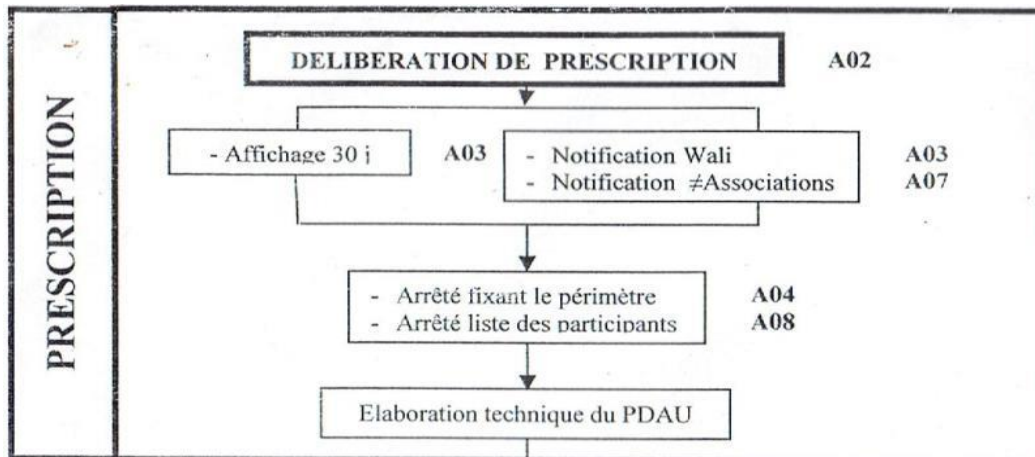 PRESCRIPTION
DELIBERATION DE PRESCRIPTION A02
- Affichage 30 j A03
- Notification Wali A03
- Notification ≠Associations A07
- Arrêté fixant le périmètre A04
- Arrêté liste des participants A08
Elaboration technique du PDAU